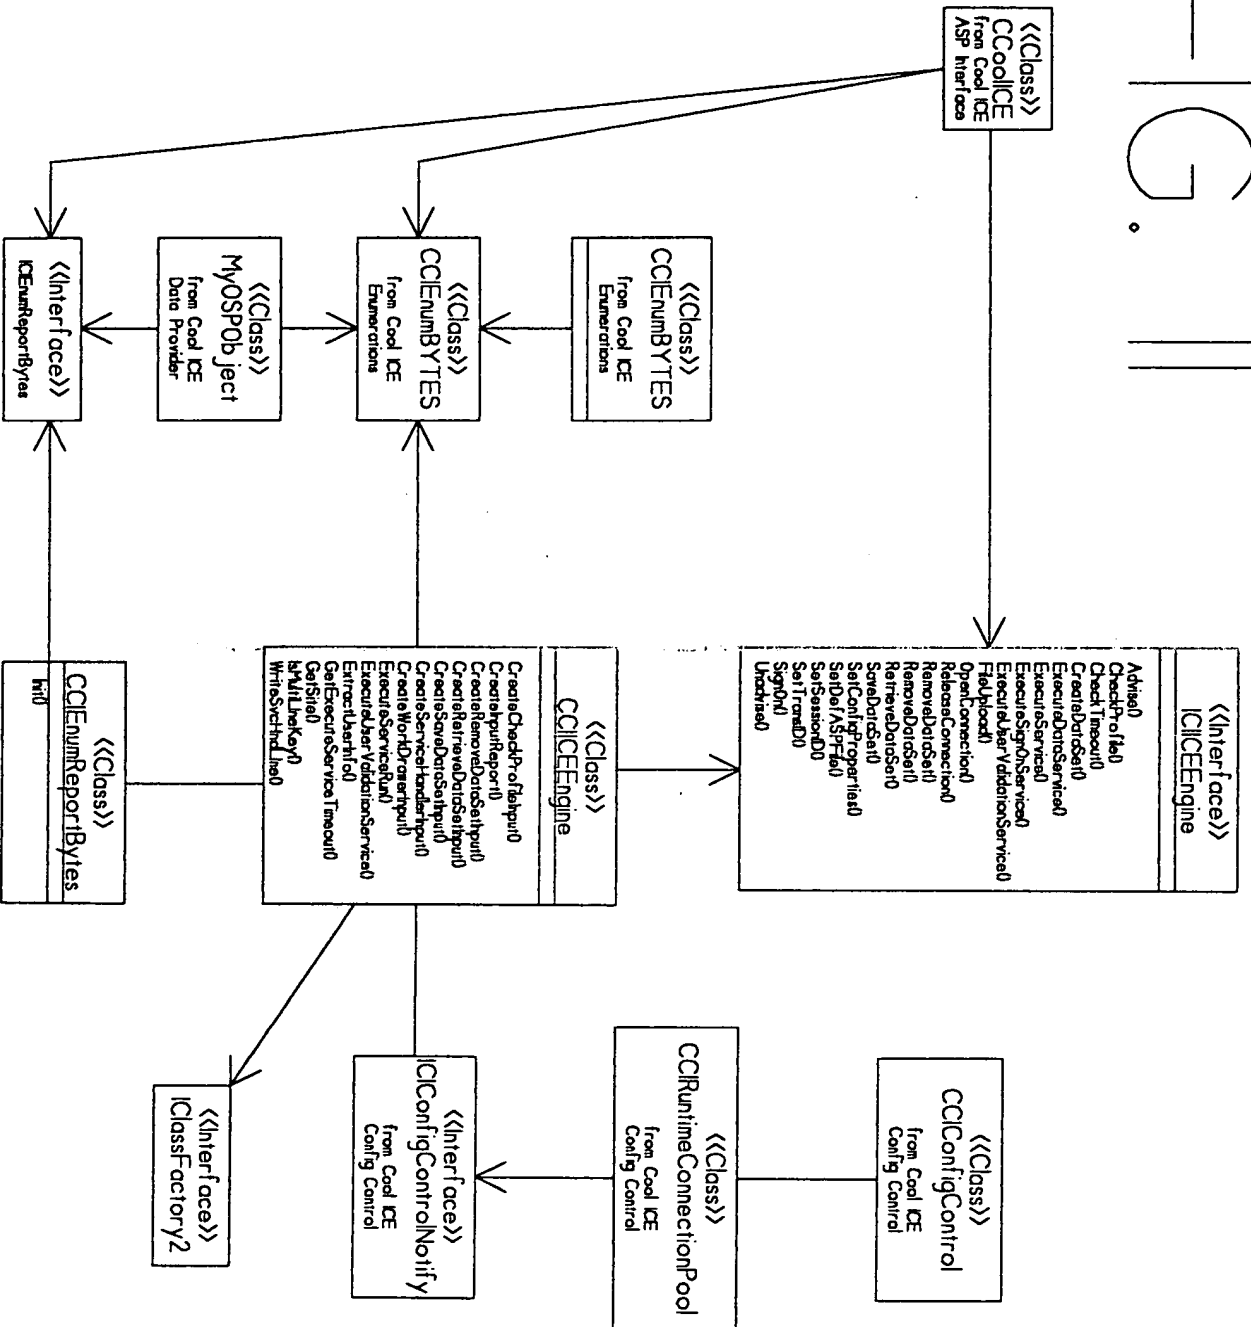 FIG. 11
<<Class>>
CCoolICE
from Cool ICE
ASP Interface
<<Interface>>
ICIICEEngine
Advise()
CheckProfile()
CheckTimeout()
CreateDataSet()
ExecuteDataService()
ExecuteService()
ExecuteSignOnService()
ExecuteUserValidationService()
FileUpload()
OpenConnection()
ReleaseConnection()
RemoveDataSet()
RemoveDataSet()
RetrieveDataSet()
SaveDataSet()
SetConfigProperties()
SetDefASPFile()
SetSessionID()
SetTransID()
SignOn()
Unadvise()
<<Class>>
CCIConfigControl
from Cool ICE
Config Control
<<Class>>
CCIEnumBYTES
from Cool ICE
Enumerations
<<Class>>
CCIRuntimeConnectionPool
from Cool ICE
Config Control
<<Class>>
CCIICEEngine
CreateCheckProfileInput()
CreateInputReport()
CreateRemoveDataSetInput()
CreateRetrieveDataSetInput()
CreateSaveDataSetInput()
CreateServiceHandlerInput()
CreateWorkOraserInput()
ExecuteServiceRun()
ExecuteUserValidationService()
ExtractUserInfo()
GetExecuteServiceTimeout()
GetSite()
IsMultiLineKey()
WriteSvcHndLine()
<<Class>>
CCIEnumBYTES
from Cool ICE
Enumerations
<<Interface>>
ICIConfigControlNotify
from Cool ICE
Config Control
<<Class>>
MyOSPObject
from Cool ICE
Data Provider
<<Interface>>
IClassFactory2
<<Interface>>
ICIEnumReportBytes
<<Class>>
CCIEnumReportBytes
Init()